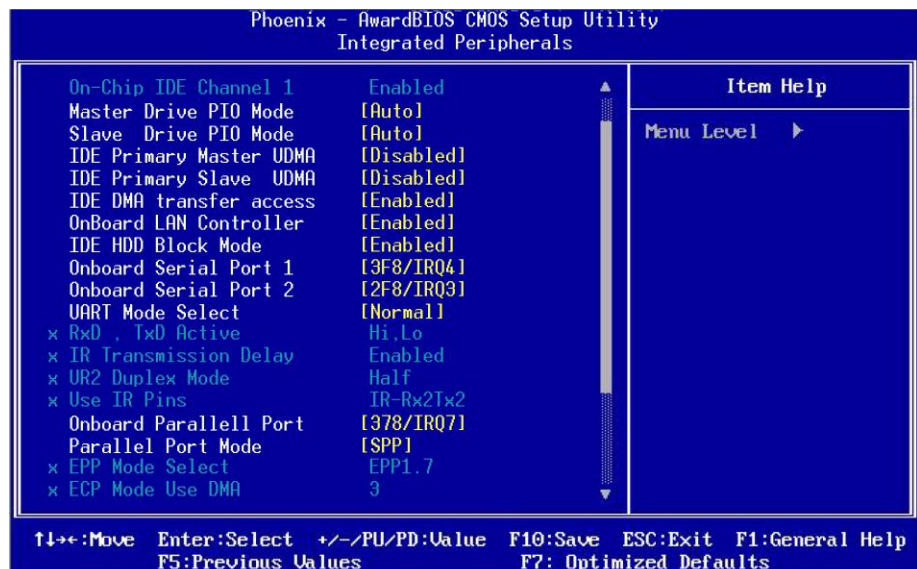 Phoenix - AwardBIOS CMOS Setup Utility
Integrated Peripherals
On-Chip IDE Channel 1 Enabled
Master Drive PIO Mode [Auto]
Slave Drive PIO Mode [Auto]
IDE Primary Master UDMA [Disabled]
IDE Primary Slave UDMA [Disabled]
IDE DMA transfer access [Enabled]
OnBoard LAN Controller [Enabled]
IDE HDD Block Mode [Enabled]
Onboard Serial Port 1 [3F8/IRQ4]
Onboard Serial Port 2 [2F8/IRQ3]
UART Mode Select [Normal]
x RxD , TxD Active Hi,Lo
x IR Transmission Delay Enabled
x UR2 Duplex Mode Half
x Use IR Pins IR-Rx2Tx2
Onboard Parallell Port [378/IRQ7]
Parallel Port Mode [SPP]
x EPP Mode Select EPP1.7
x ECP Mode Use DMA 3
Item Help
Menu Level
↑↓→←:Move Enter:Select +/-/PU/PD:Value F10:Save ESC:Exit F1:General Help
F5:Previous Values F7: Optimized Defaults